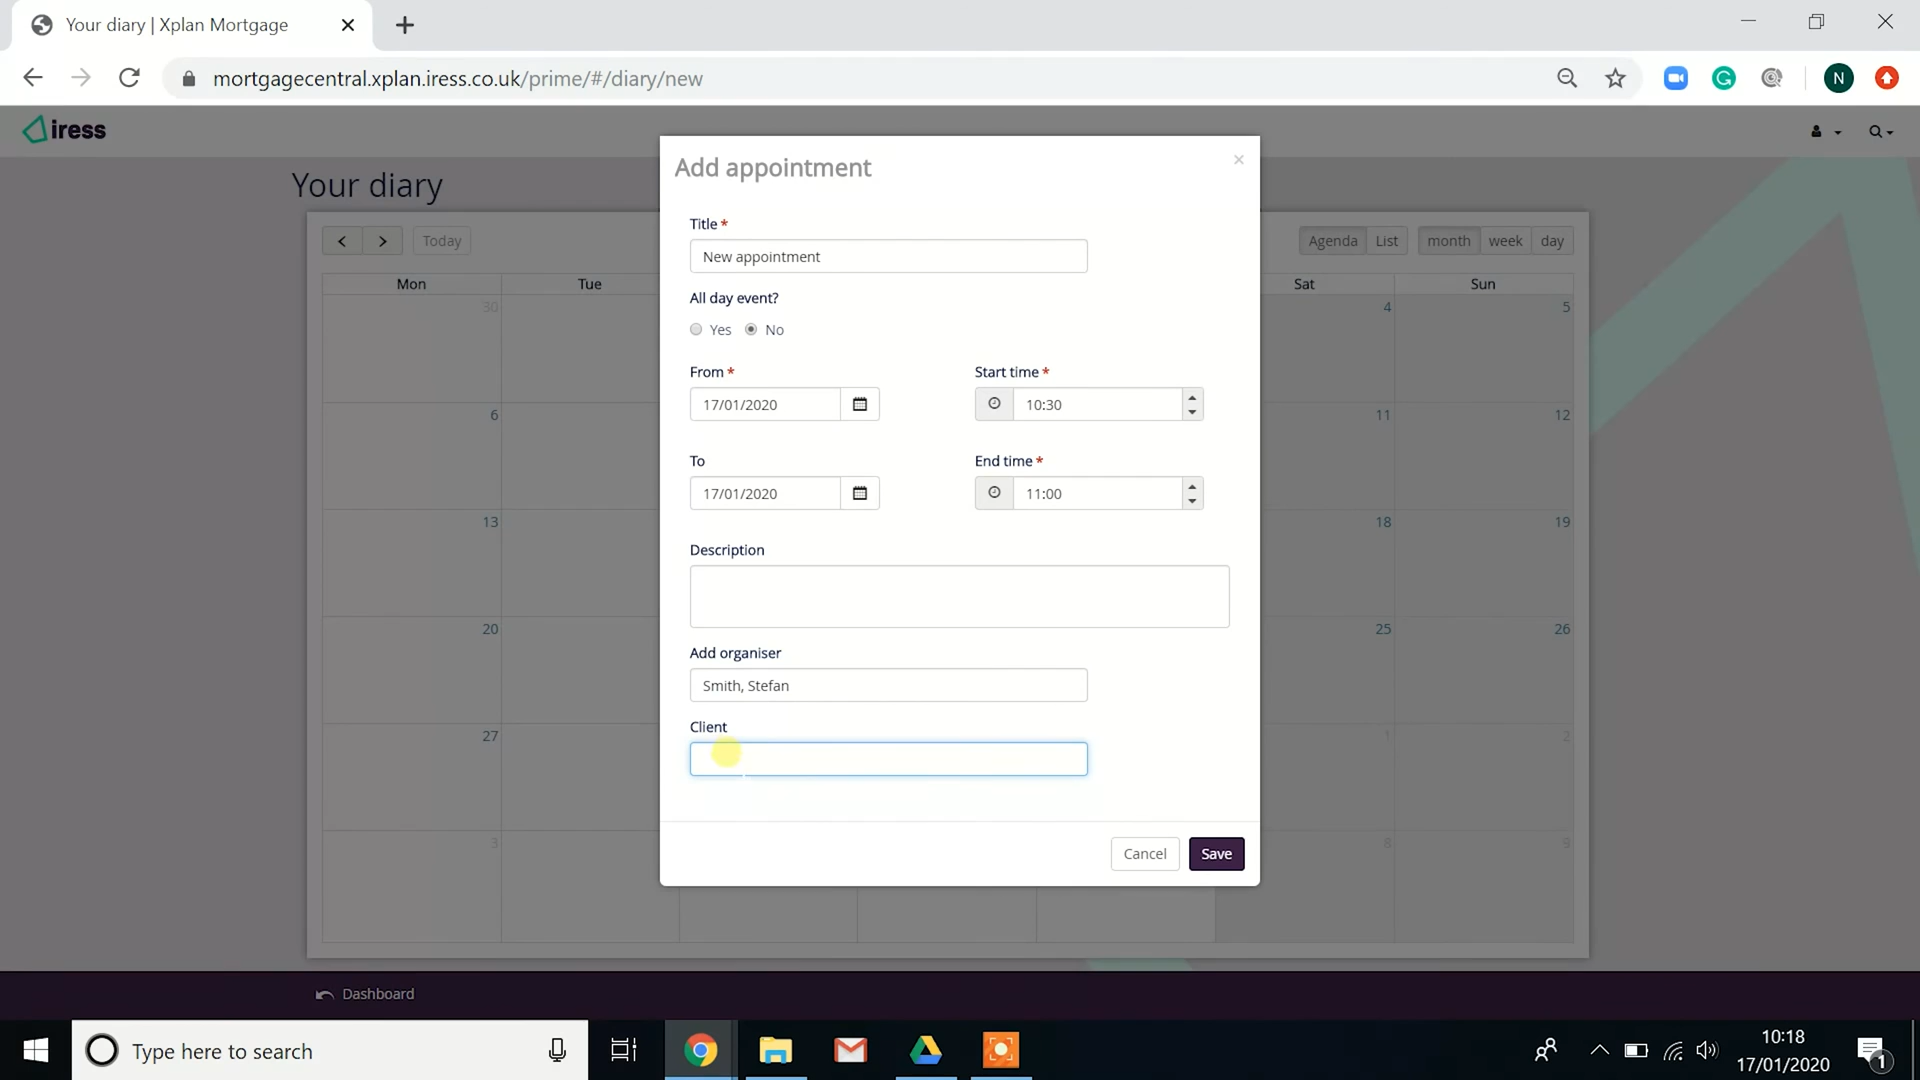 Your diary | Xplan Mortgage
mortgagecentral.xplan.iress.co.uk/prime/#/diary/new
N
iress
Your diary
Today
Agenda List month week day
Mon Tue Sat Sun
30 4 5
6 11 12
13 18 19
20 25 26
27 1 2
3 8 9
Add appointment
×
Title *
New appointment
All day event?
Yes No
From * Start time *
17/01/2020 10:30
To End time *
17/01/2020 11:00
Description
Add organiser
Smith, Stefan
Client
Cancel Save
Dashboard
Type here to search
10:18
17/01/2020
1